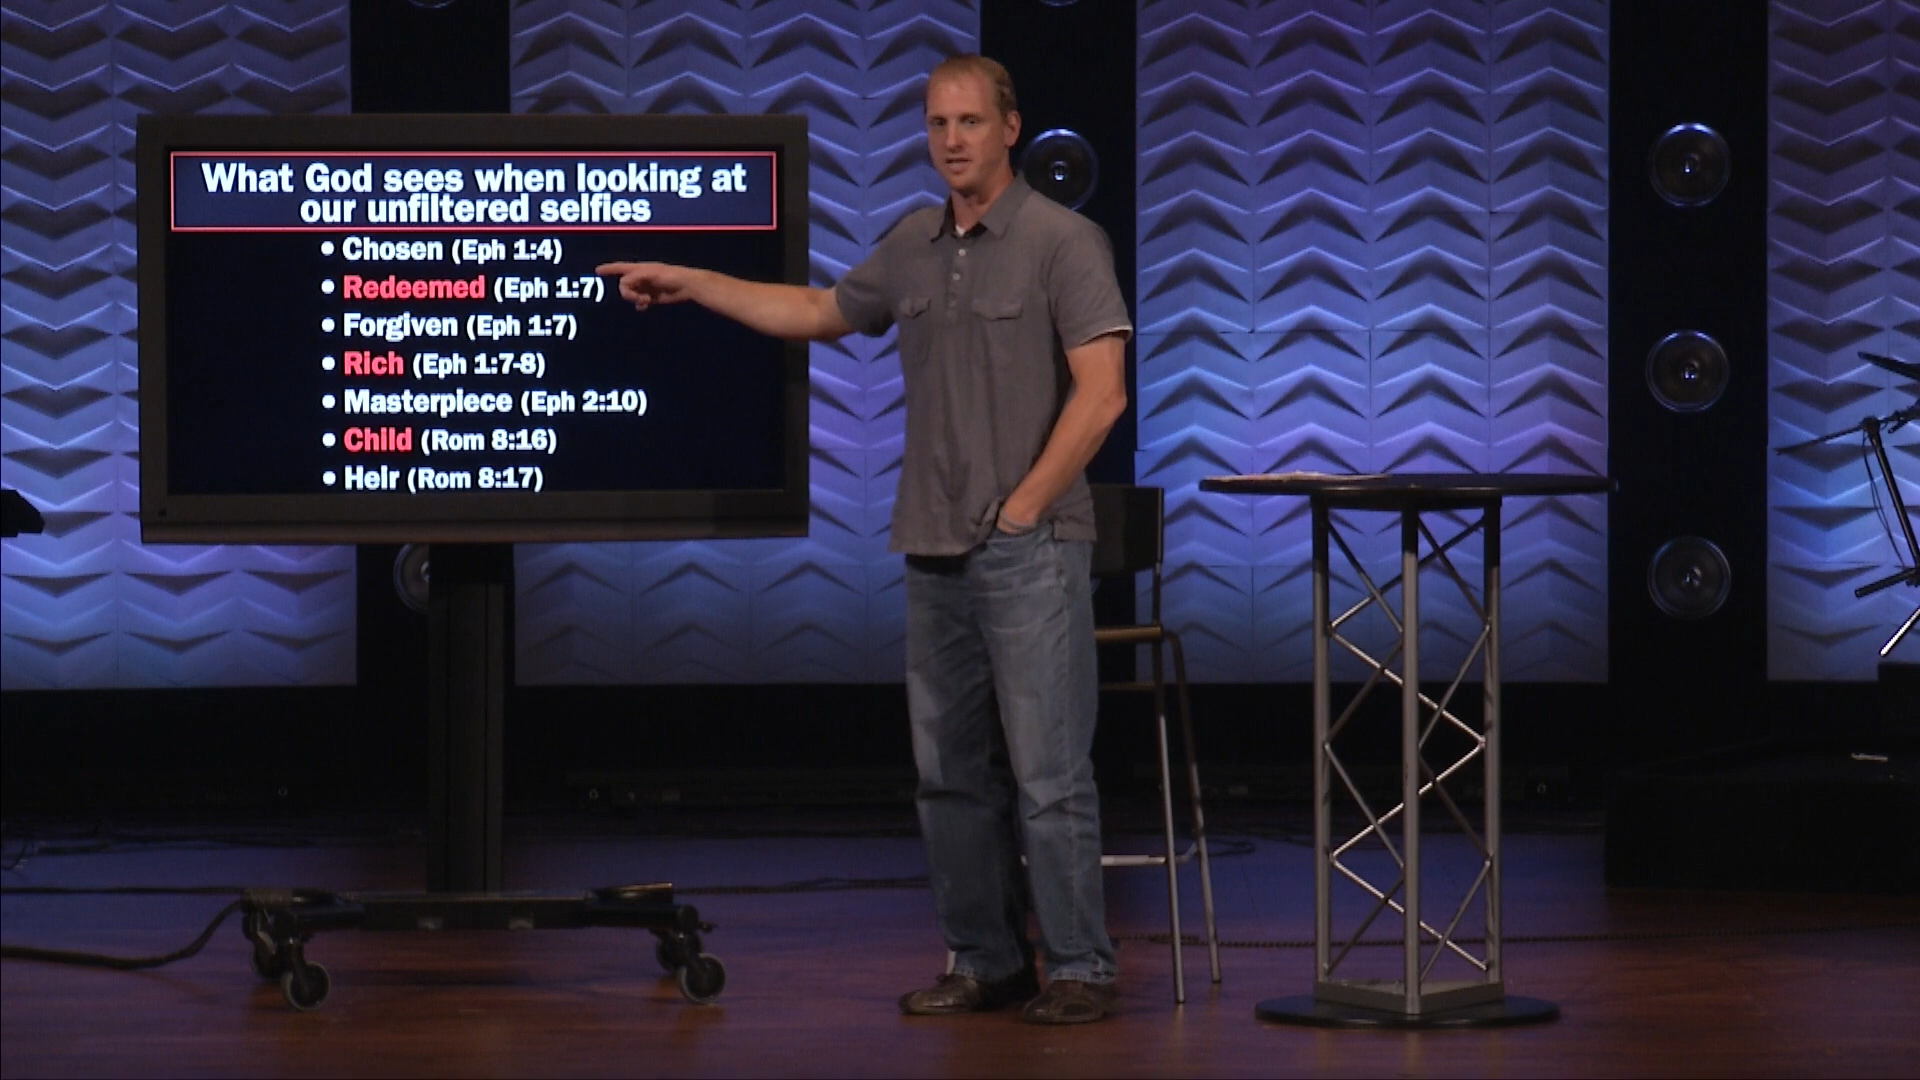 What God sees when looking at
our unfiltered selfies
• Chosen (Eph 1:4)
• Redeemed (Eph 1:7)
• Forgiven (Eph 1:7)
• Rich (Eph 1:7-8)
• Masterpiece (Eph 2:10)
• Child (Rom 8:16)
• Heir (Rom 8:17)